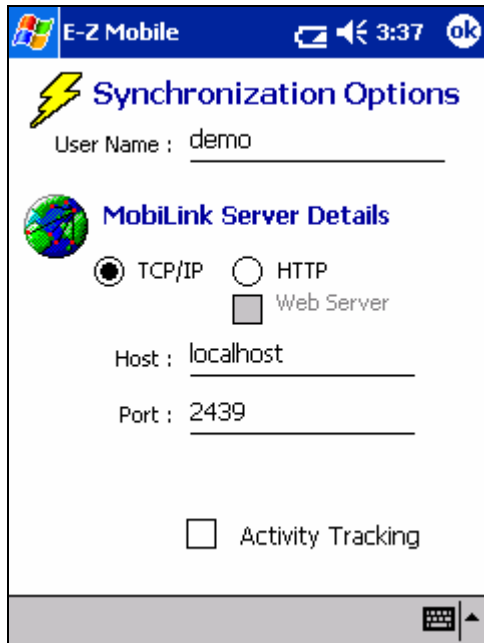 E-Z Mobile 3:37 ok
Synchronization Options
User Name : demo
MobiLink Server Details
TCP/IP HTTP
Web Server
Host : localhost
Port : 2439
Activity Tracking